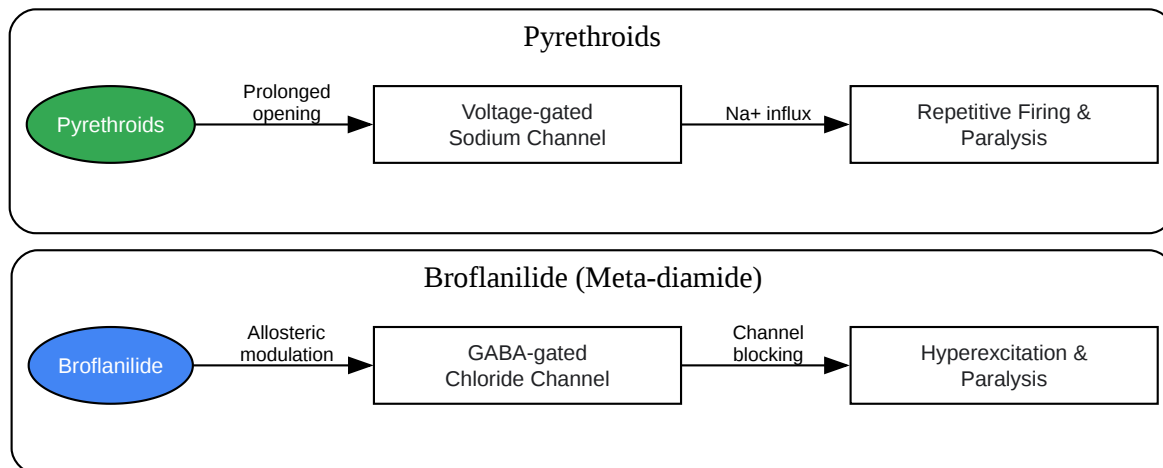 Pyrethroids
Prolonged
opening
Pyrethroids
Voltage-gated
Sodium Channel
Na+ influx
Repetitive Firing &
Paralysis
Broflanilide (Meta-diamide)
Broflanilide
Allosteric
modulation
GABA-gated
Chloride Channel
Channel
blocking
Hyperexcitation &
Paralysis